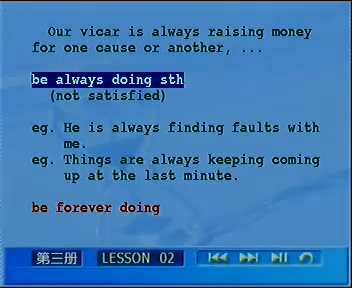 Our vicar is always raising money
for one cause or another, ...
be always doing sth
(not satisfied)
eg. He is always finding faults with
me.
eg. Things are always keeping coming
up at the last minute.
be forever doing
第三册 LESSON 02